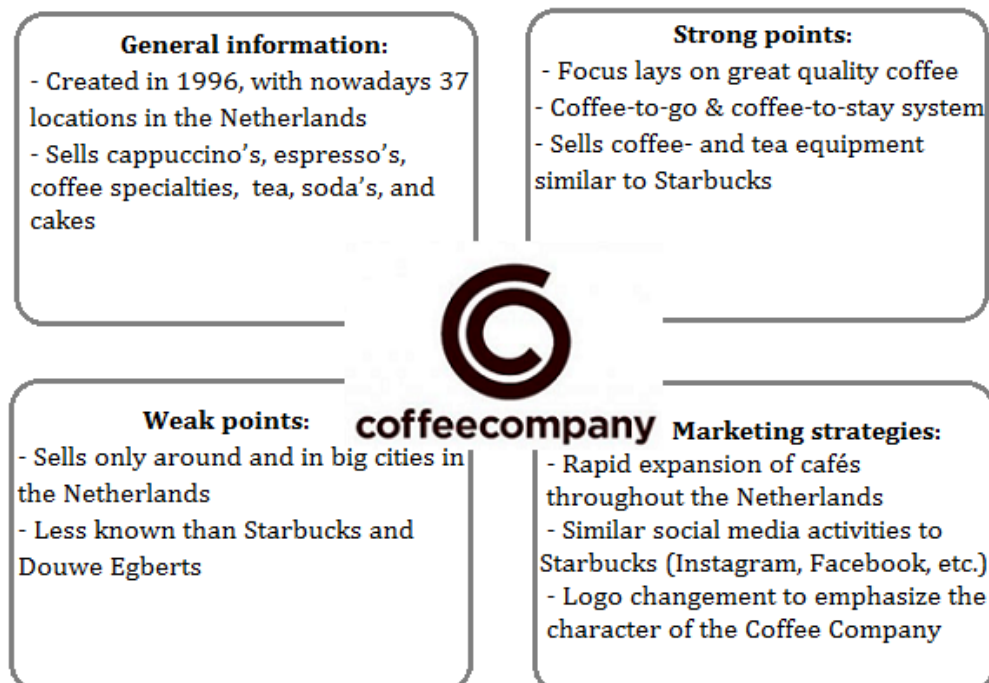 General information:
- Created in 1996, with nowadays 37
locations in the Netherlands
- Sells cappuccino's, espresso's,
coffee specialties, tea, soda's, and
cakes
Strong points:
- Focus lays on great quality coffee
- Coffee-to-go & coffee-to-stay system
- Sells coffee- and tea equipment
similar to Starbucks
coffeecompany
Weak points:
- Sells only around and in big cities in
the Netherlands
- Less known than Starbucks and
Douwe Egberts
Marketing strategies:
- Rapid expansion of cafés
throughout the Netherlands
- Similar social media activities to
Starbucks (Instagram, Facebook, etc.)
- Logo changement to emphasize the
character of the Coffee Company